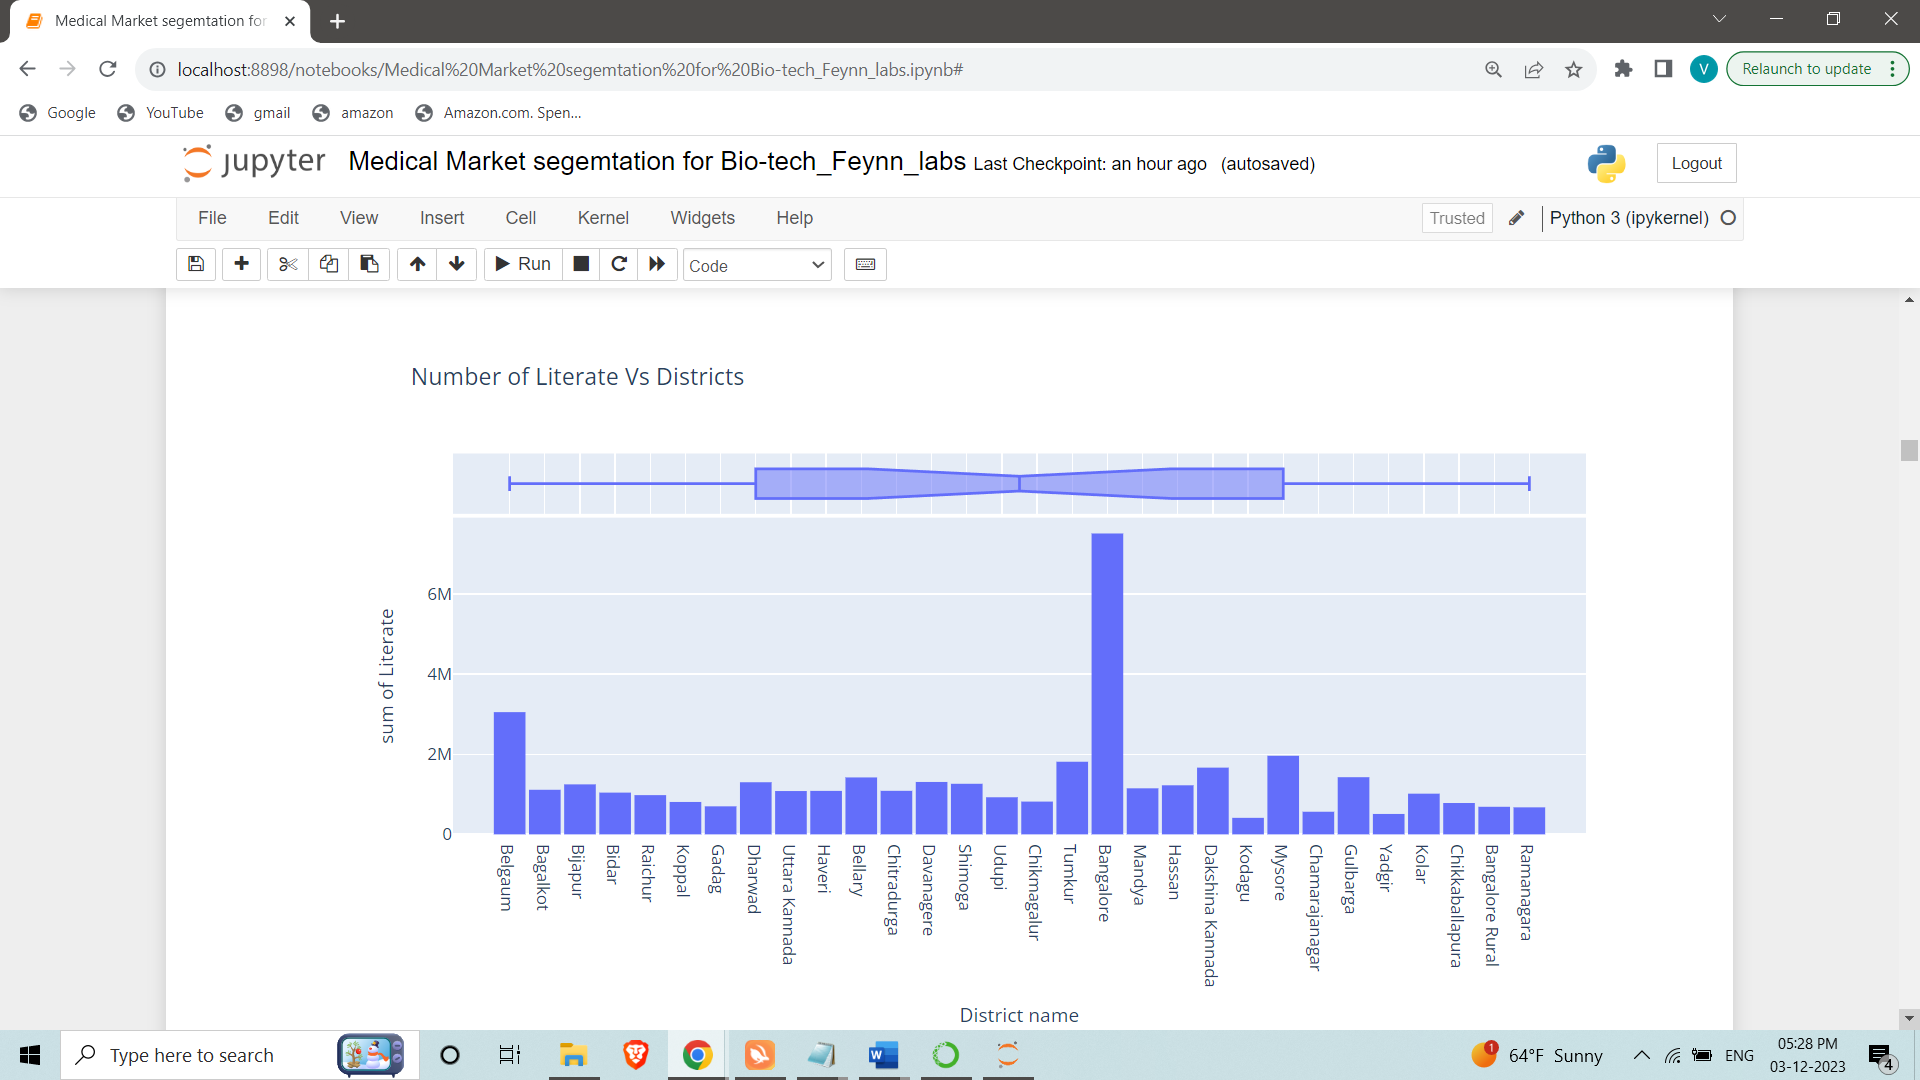 Medical Market segemtation for
localhost:8898/notebooks/Medical%20Market%20segemtation%20for%20Bio-tech_Feynn_labs.ipynb#
V
Relaunch to update
Google YouTube gmail amazon Amazon.com. Spen...
jupyter Medical Market segemtation for Bio-tech_Feynn_labs Last Checkpoint: an hour ago (autosaved)
Logout
File Edit View Insert Cell Kernel Widgets Help
Trusted Python 3 (ipykernel)
Run Code
Number of Literate Vs Districts
6M
4M
2M
0
sum of Literate
Belgaum
Bagalkot
Bijapur
Bidar
Raichur
Koppal
Gadag
Dharwad
Uttara Kannada
Haveri
Bellary
Chitradurga
Davanagere
Shimoga
Udupi
Chikmagalur
Tumkur
Bangalore
Mandya
Hassan
Dakshina Kannada
Kodagu
Mysore
Chamarajanagar
Gulbarga
Yadgir
Kolar
Chikkaballapura
Bangalore Rural
Ramanagara
District name
Type here to search
W
1
64°F Sunny
ENG
05:28 PM
03-12-2023
4